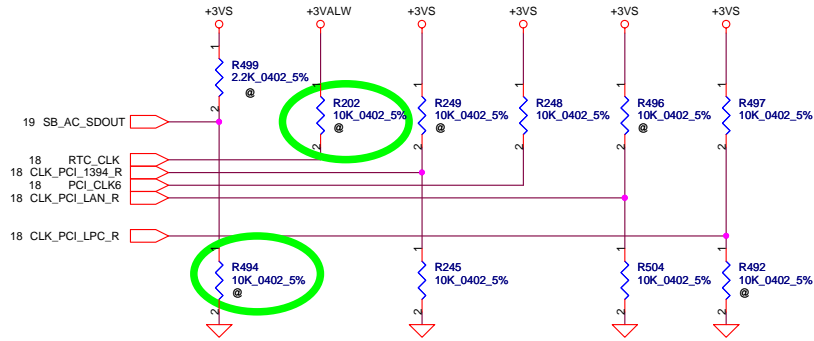 +3VS +3VALW +3VS +3VS +3VS +3VS
1 1 1 1 1 1
R499
2.2K_0402_5%
@
2
R202
10K_0402_5%
@
2
R249
10K_0402_5%
@
2
R248
10K_0402_5%
2
R496
10K_0402_5%
@
2
R497
10K_0402_5%
2
19 SB_AC_SDOUT
18 RTC_CLK
18 CLK_PCI_1394_R
18 PCI_CLK6
18 CLK_PCI_LAN_R
18 CLK_PCI_LPC_R
1 1 1 1
R494
10K_0402_5%
@
2
R245
10K_0402_5%
2
R504
10K_0402_5%
2
R492
10K_0402_5%
@
2